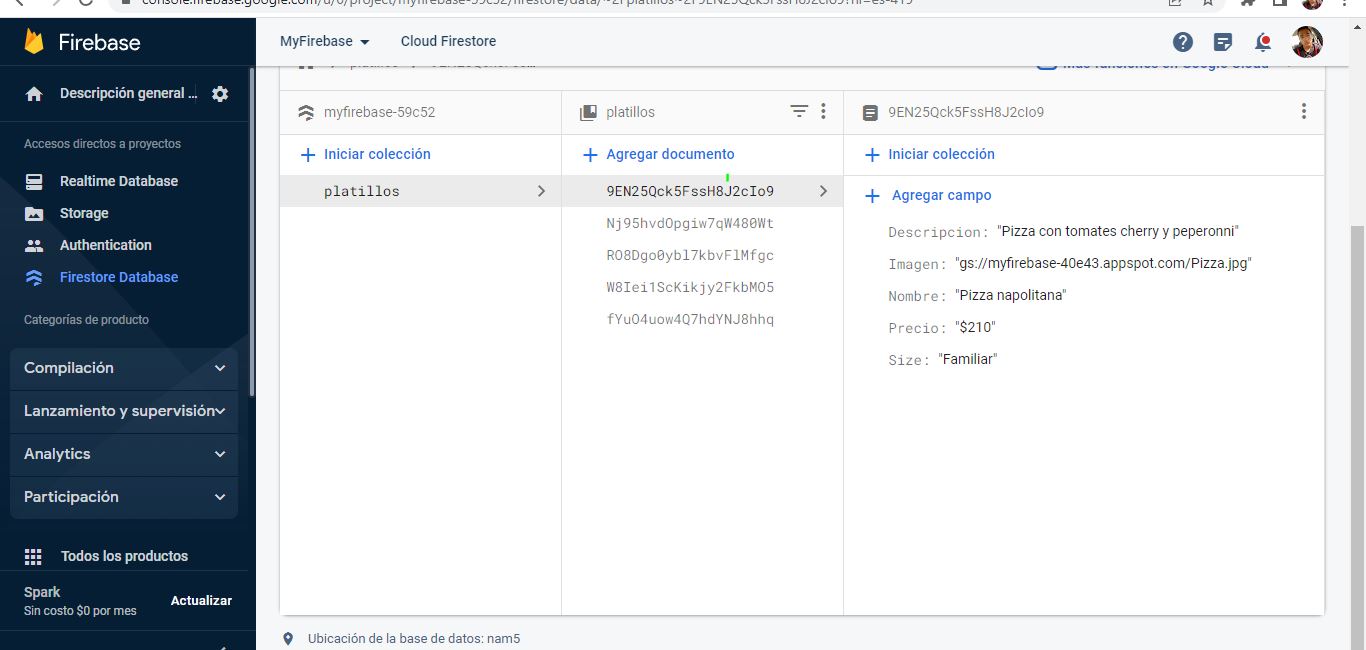 console.firebase.google.com/u/0/project/myfirebase-59c52/firestore/data/~2Fplatillos~2F9EN25Qck5FssH8J2cIo9?hl=es-419
Firebase
MyFirebase
Cloud Firestore
Descripción general ...
Más funciones en Google Cloud
Accesos directos a proyectos
Realtime Database
Storage
Authentication
Firestore Database
Categorías de producto
Compilación
Lanzamiento y supervisión
Analytics
Participación
Todos los productos
Spark
Sin costo $0 por mes
Actualizar
myfirebase-59c52
Iniciar colección
platillos
platillos
Agregar documento
9EN25Qck5FssH8J2cIo9
Nj95hvdOpgiw7qW480Wt
RO8Dgo0ybl7kbvFlMfgc
W8Iei1ScKikjy2FkbMO5
fYuO4uow4Q7hdYNJ8hhq
9EN25Qck5FssH8J2cIo9
Iniciar colección
Agregar campo
Descripcion: "Pizza con tomates cherry y peperonni"
Imagen: "gs://myfirebase-40e43.appspot.com/Pizza.jpg"
Nombre: "Pizza napolitana"
Precio: "$210"
Size: "Familiar"
Ubicación de la base de datos: nam5